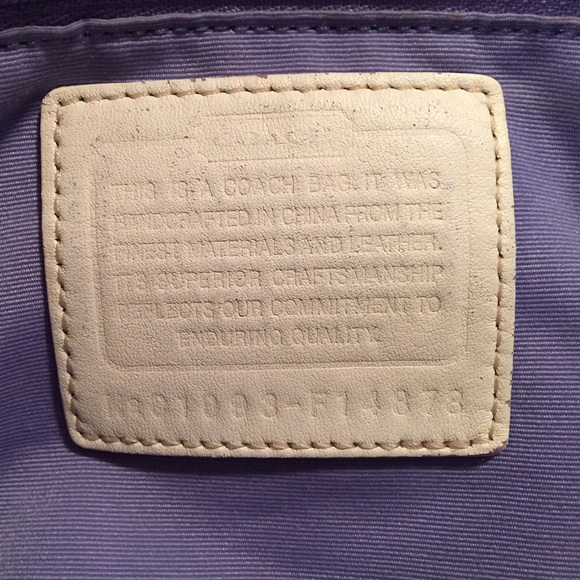 COACH
THIS IS A COACH BAG. IT WAS
HANDCRAFTED IN CHINA FROM THE
FINEST MATERIALS AND LEATHER.
ITS SUPERIOR CRAFTSMANSHIP
REFLECTS OUR COMMITMENT TO
ENDURING QUALITY.
F14878